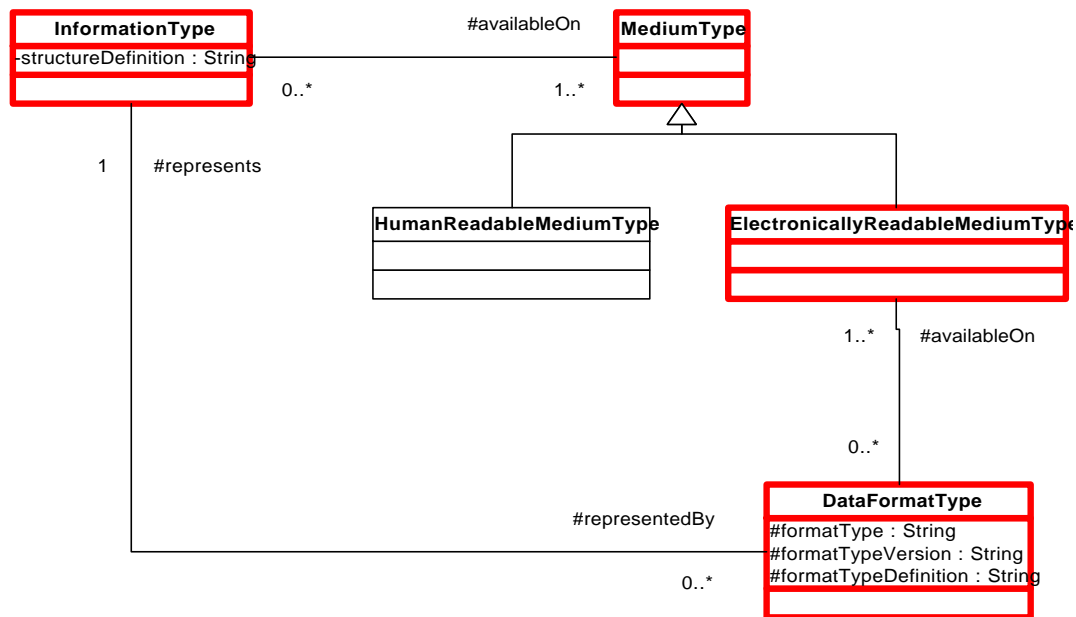 #availableOn
InformationType
MediumType
-structureDefinition : String
0..*
1..*
1
#represents
HumanReadableMediumType
ElectronicallyReadableMediumType
1..*
#availableOn
0..*
DataFormatType
#representedBy
#formatType : String
#formatTypeVersion : String
#formatTypeDefinition : String
0..*